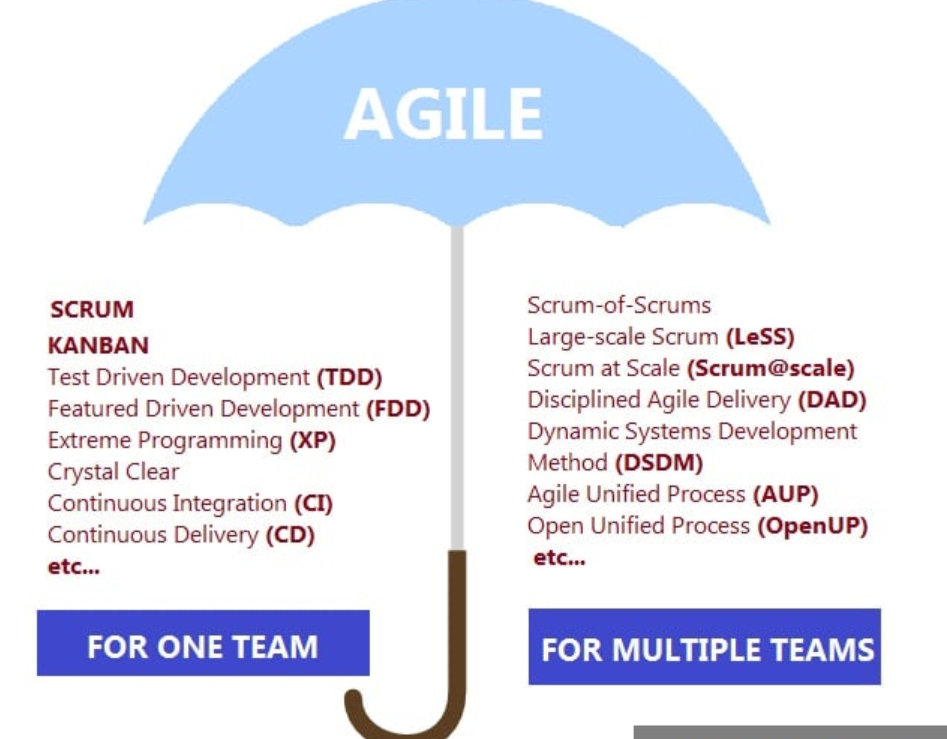 AGILE
SCRUM
KANBAN
Test Driven Development (TDD)
Featured Driven Development (FDD)
Extreme Programming (XP)
Crystal Clear
Continuous Integration (CI)
Continuous Delivery (CD)
etc...
FOR ONE TEAM
Scrum-of-Scrums
Large-scale Scrum (LeSS)
Scrum at Scale (Scrum@scale)
Disciplined Agile Delivery (DAD)
Dynamic Systems Development
Method (DSDM)
Agile Unified Process (AUP)
Open Unified Process (OpenUP)
etc...
FOR MULTIPLE TEAMS